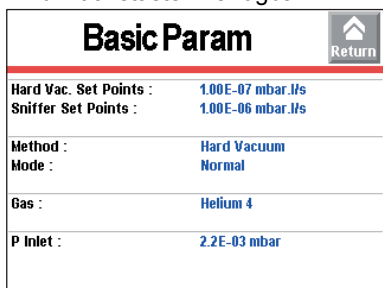 Basic Param
Return
Hard Vac. Set Points : 1.00E-07 mbar.l/s
Sniffer Set Points : 1.00E-06 mbar.l/s
Method : Hard Vacuum
Mode : Normal
Gas : Helium 4
P Inlet : 2.2E-03 mbar